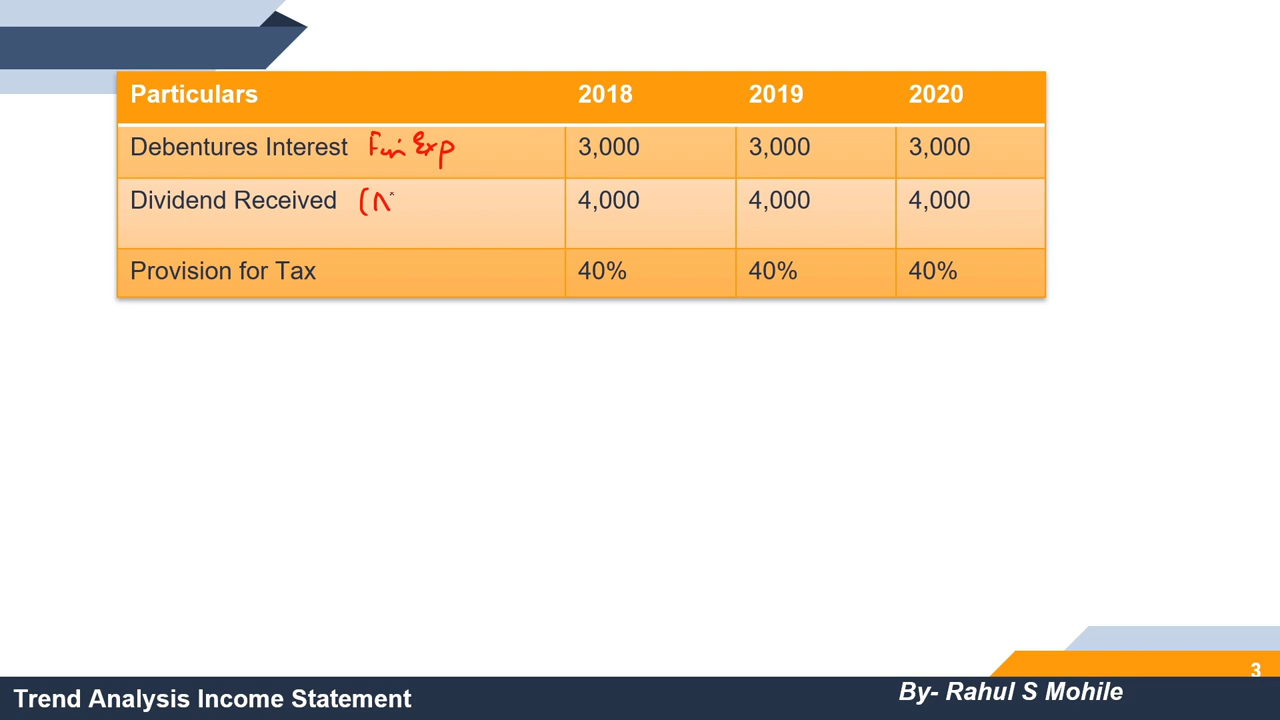 Particulars 2018 2019 2020
Debentures Interest Fin Exp 3,000 3,000 3,000
Dividend Received (N 4,000 4,000 4,000
Provision for Tax 40% 40% 40%
3
Trend Analysis Income Statement By- Rahul S Mohile